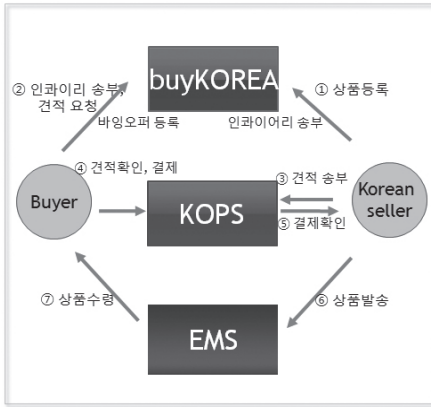 ② 인콰이리 송부,
견적 요청
buyKOREA
① 상품등록
바잉오퍼 등록
인콰이어리 송부
④ 견적확인, 결제
③ 견적 송부
Buyer
KOPS
Korean
seller
⑤ 결제확인
⑦ 상품수령
⑥ 상품발송
EMS